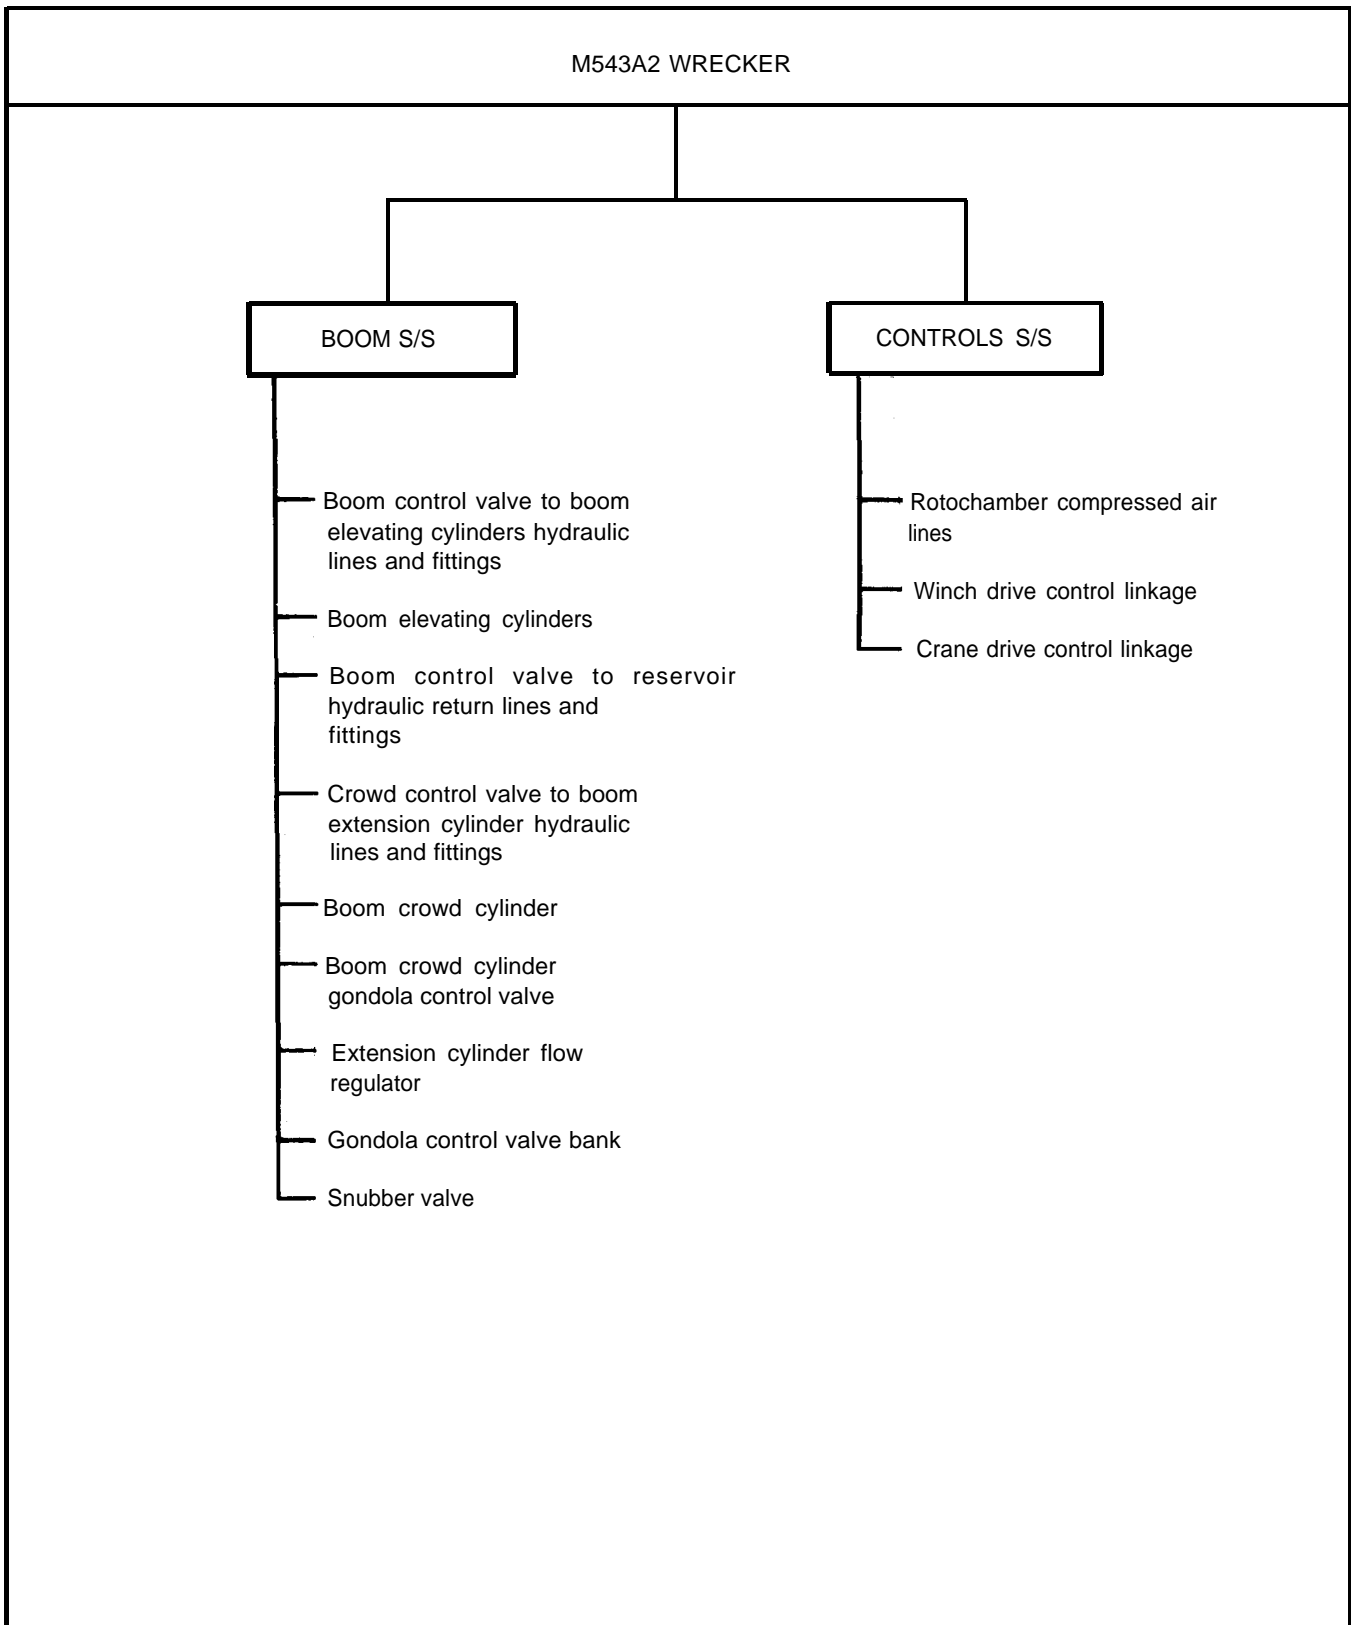 M543A2 WRECKER
BOOM S/S
Boom control valve to boom
elevating cylinders hydraulic
lines and fittings
Boom elevating cylinders
Boom control valve to reservoir
hydraulic return lines and
fittings
Crowd control valve to boom
extension cylinder hydraulic
lines and fittings
Boom crowd cylinder
Boom crowd cylinder
gondola control valve
Extension cylinder flow
regulator
Gondola control valve bank
Snubber valve
CONTROLS S/S
Rotochamber compressed air
lines
Winch drive control linkage
Crane drive control linkage